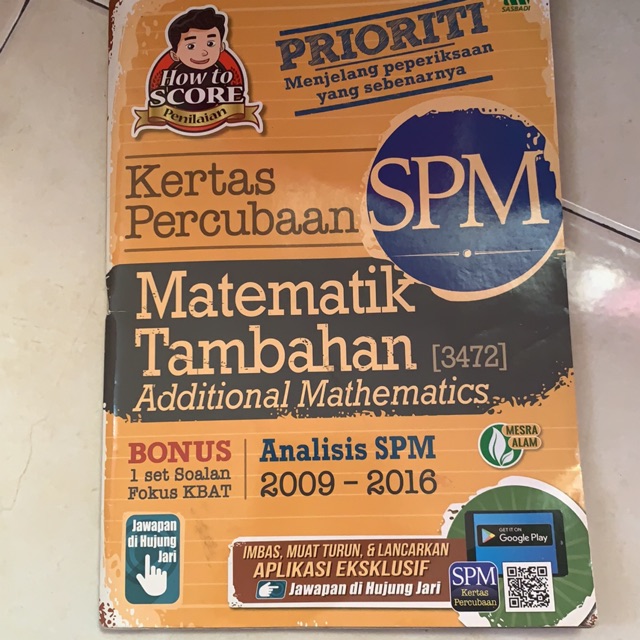 SASBADI
How to
SCORE
Penilaian
PRIORITI
Menjelang peperiksaan
yang sebenarnya
Kertas
Percubaan
SPM
Matematik
Tambahan [3472]
Additional Mathematics
BONUS
1 set Soalan
Fokus KBAT
Analisis SPM
2009 – 2016
MESRA
ALAM
Jawapan
di Hujung
Jari
IMBAS, MUAT TURUN, & LANCARKAN
APLIKASI EKSKLUSIF
Jawapan di Hujung Jari
GET IT ON
Google Play
SPM
Kertas
Percubaan